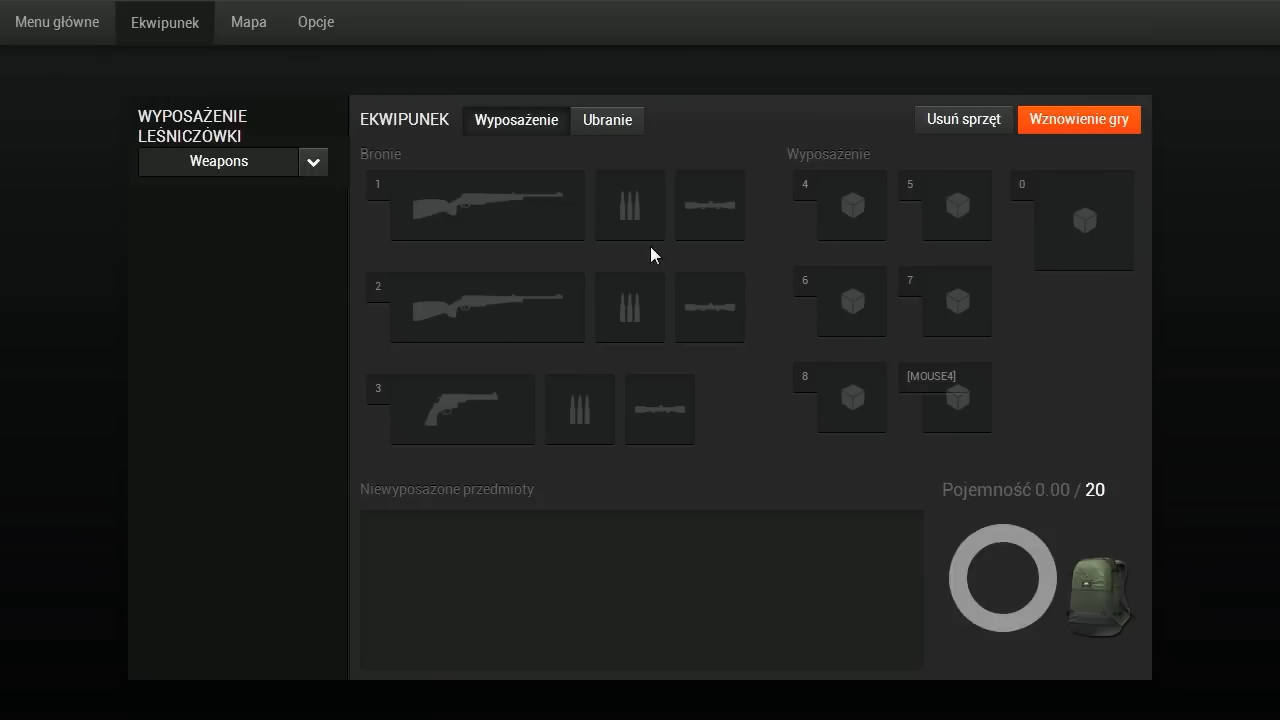 Menu główne
Ekwipunek
Mapa
Opcje
WYPOSAŻENIE
LEŚNICZÓWKI
Weapons
EKWIPUNEK
Wyposażenie
Ubranie
Usuń sprzęt
Wznowienie gry
Bronie
Wyposażenie
1
4
5
0
2
6
7
3
8
[MOUSE4]
Niewyposażone przedmioty
Pojemność 0.00 / 20